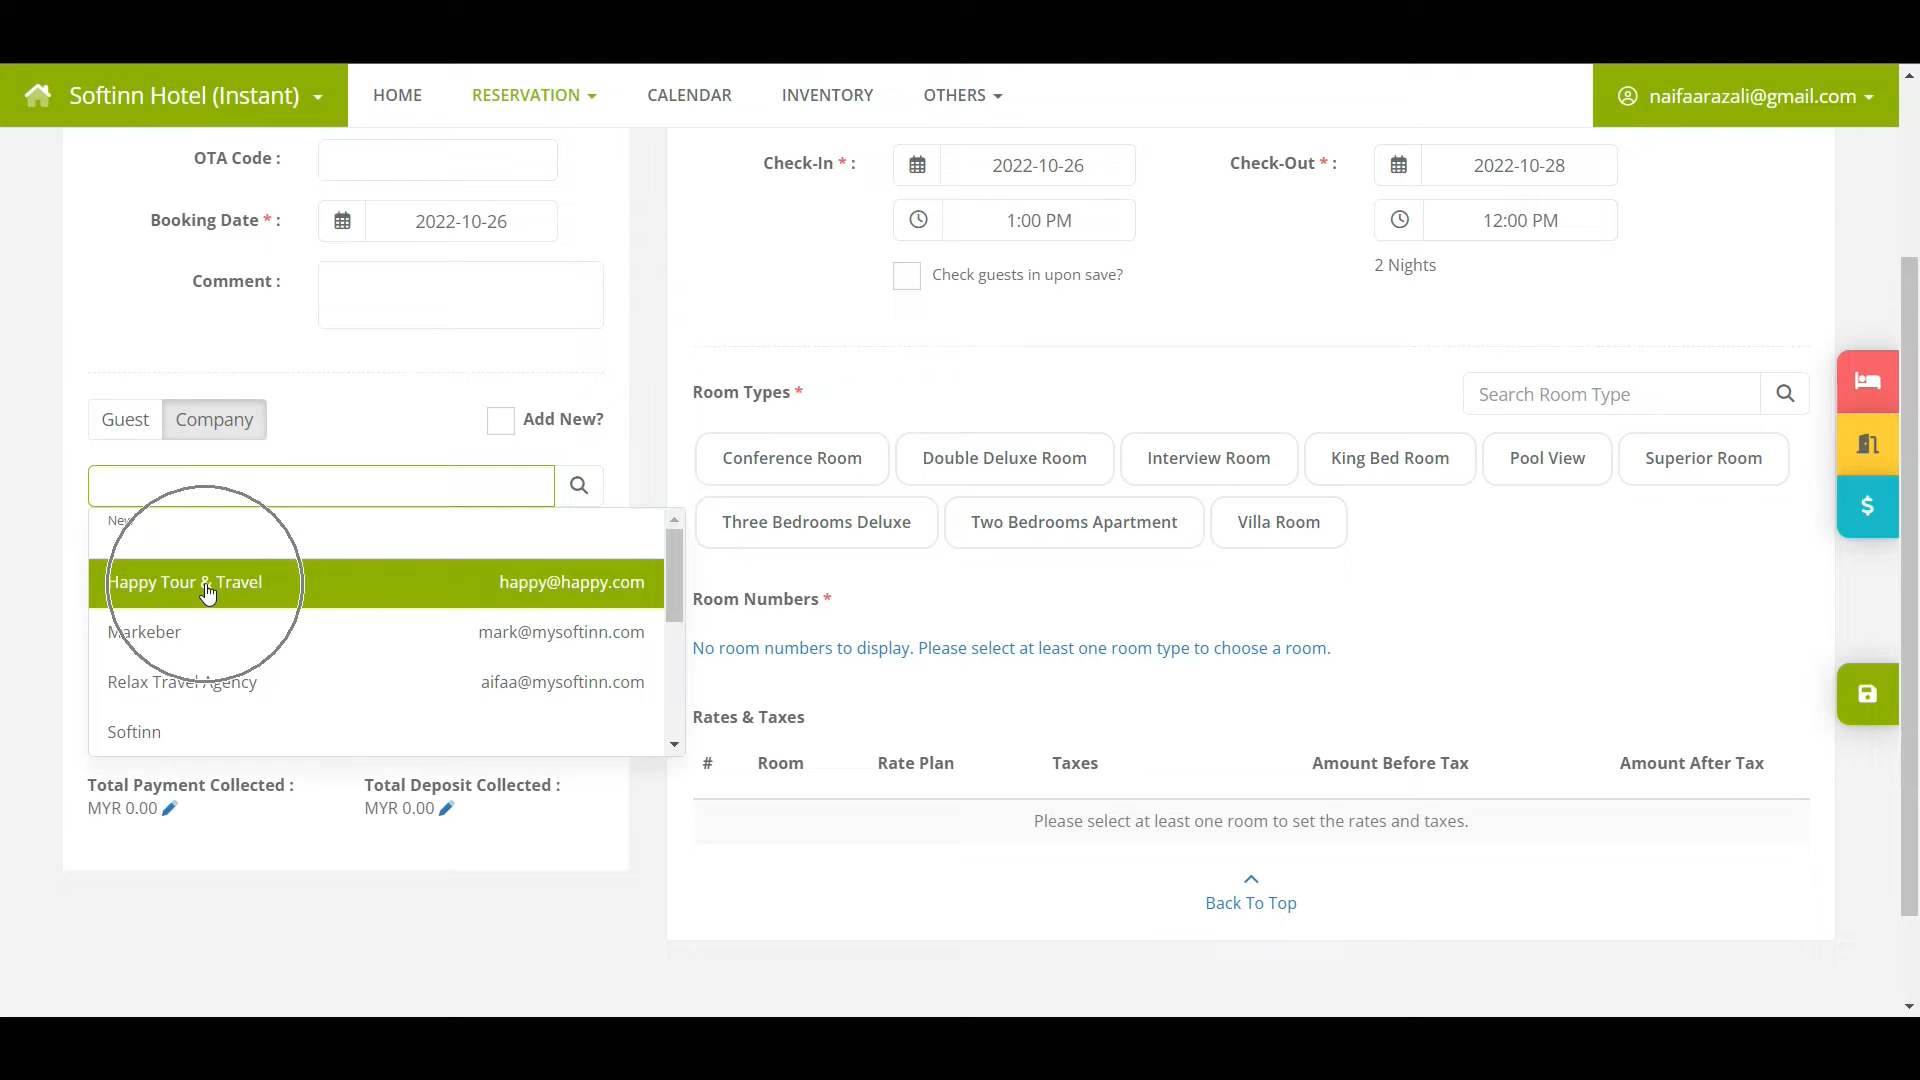 Softinn Hotel (Instant)
HOME
RESERVATION
CALENDAR
INVENTORY
OTHERS
naifaarazali@gmail.com
OTA Code :
Booking Date * :
2022-10-26
Comment :
Guest
Company
Add New?
New
Happy Tour & Travel
happy@happy.com
Markeber
mark@mysoftinn.com
Relax Travel Agency
aifaa@mysoftinn.com
Softinn
Total Payment Collected :
MYR 0.00
Total Deposit Collected :
MYR 0.00
Check-In * :
2022-10-26
1:00 PM
Check guests in upon save?
Check-Out * :
2022-10-28
12:00 PM
2 Nights
Room Types *
Search Room Type
Conference Room
Double Deluxe Room
Interview Room
King Bed Room
Pool View
Superior Room
Three Bedrooms Deluxe
Two Bedrooms Apartment
Villa Room
Room Numbers *
No room numbers to display. Please select at least one room type to choose a room.
Rates & Taxes
# Room Rate Plan Taxes Amount Before Tax Amount After Tax
Please select at least one room to set the rates and taxes.
Back To Top